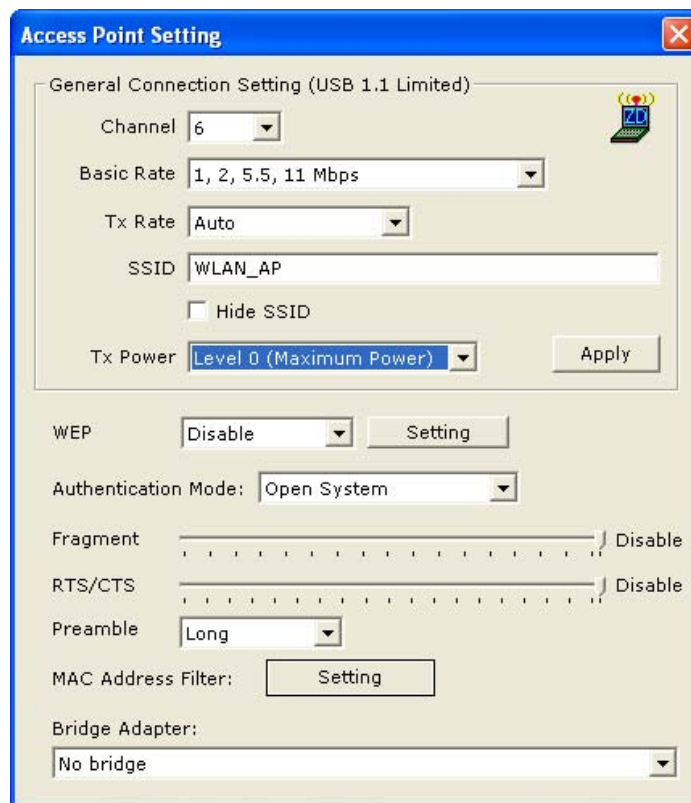 Access Point Setting
General Connection Setting (USB 1.1 Limited)
ZD
Channel 6
Basic Rate 1, 2, 5.5, 11 Mbps
Tx Rate Auto
SSID WLAN_AP
Hide SSID
Tx Power Level 0 (Maximum Power) Apply
WEP Disable Setting
Authentication Mode: Open System
Fragment Disable
RTS/CTS Disable
Preamble Long
MAC Address Filter: Setting
Bridge Adapter:
No bridge